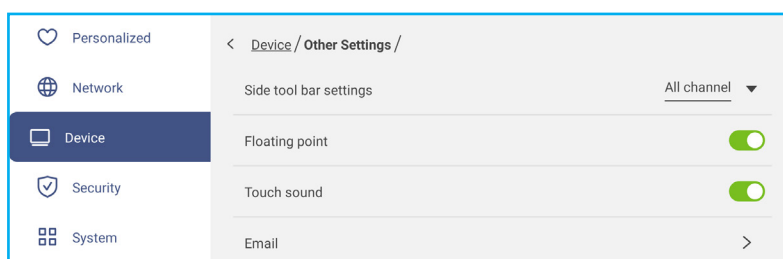 Personalized
Network
Device
Security
System
< Device / Other Settings /
Side tool bar settings All channel
Floating point
Touch sound
Email